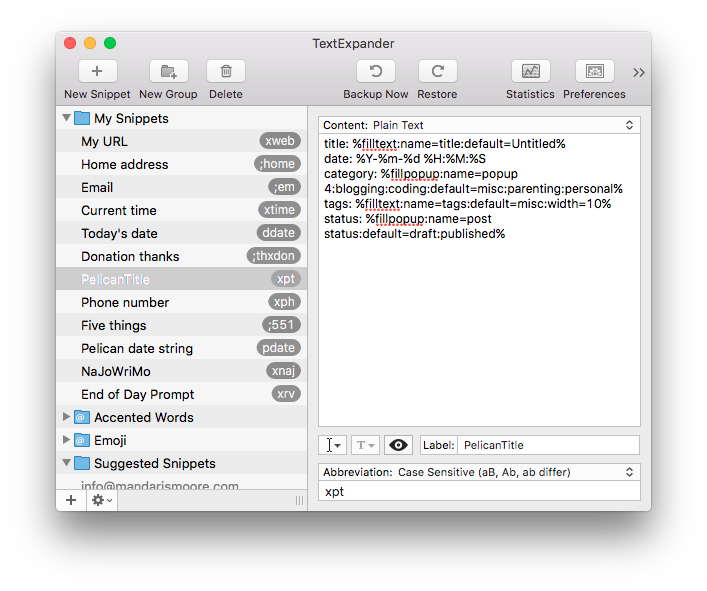 TextExpander
New Snippet New Group Delete Backup Now Restore Statistics Preferences
My Snippets
My URL xweb
Home address ;home
Email ;em
Current time xtime
Today's date ddate
Donation thanks ;thxdon
PelicanTitle xpt
Phone number xph
Five things ;551
Pelican date string pdate
NaJoWriMo xnaj
End of Day Prompt xrv
@ Accented Words
@ Emoji
Suggested Snippets
info@mandarismoore.com
Content: Plain Text
title: %filltext:name=title:default=Untitled%
date: %Y-%m-%d %H:%M:%S
category: %fillpopup:name=popup
4:blogging:coding:default=misc:parenting:personal%
tags: %filltext:name=tags:default=misc:width=10%
status: %fillpopup:name=post
status:default=draft:published%
T
Label: PelicanTitle
Abbreviation: Case Sensitive (aB, Ab, ab differ)
xpt